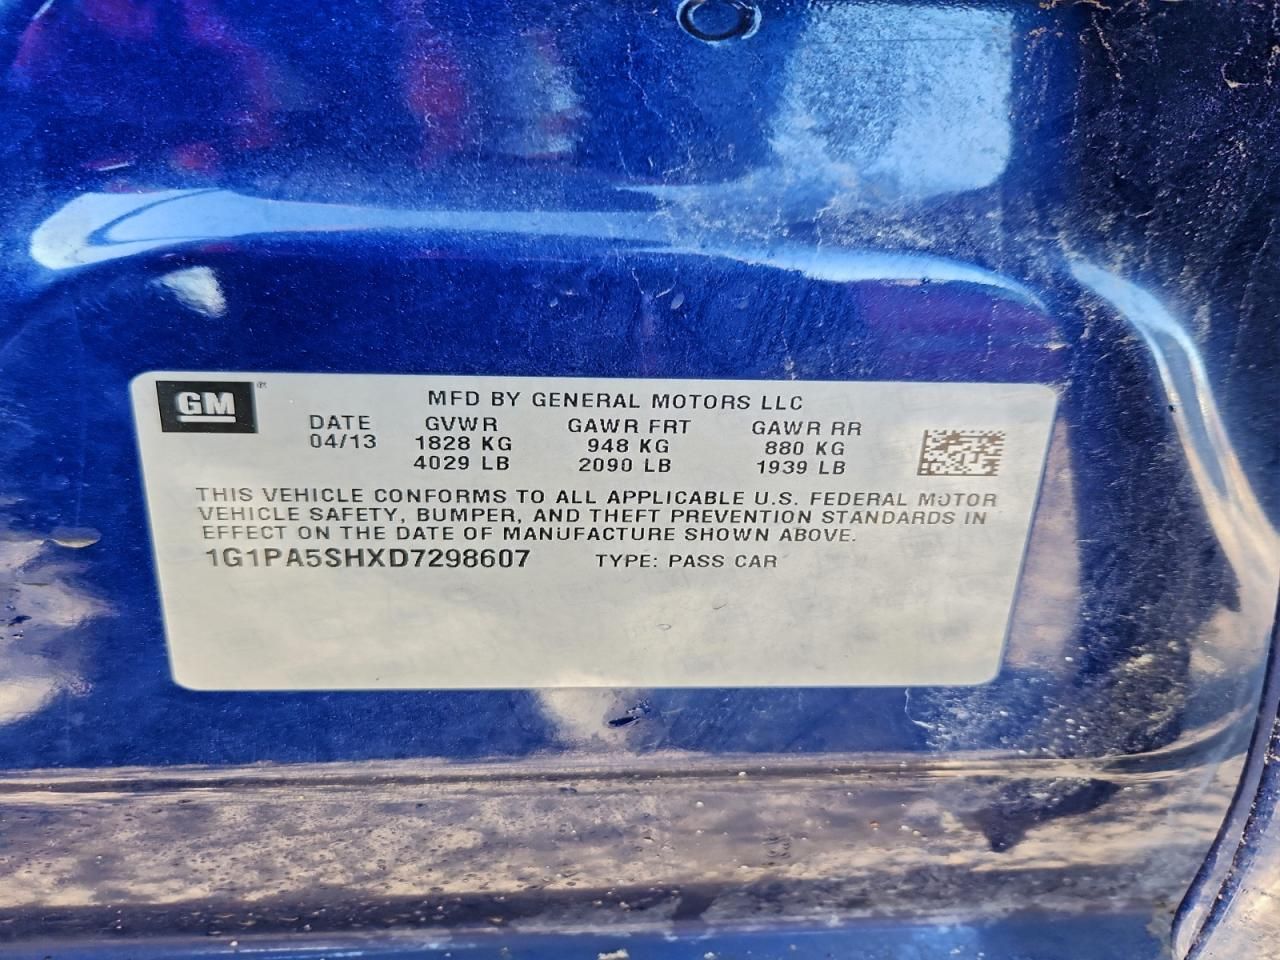 GM ®
MFD BY GENERAL MOTORS LLC
DATE GVWR GAWR FRT GAWR RR
04/13 1828 KG 948 KG 880 KG
4029 LB 2090 LB 1939 LB
THIS VEHICLE CONFORMS TO ALL APPLICABLE U.S. FEDERAL MOTOR
VEHICLE SAFETY, BUMPER, AND THEFT PREVENTION STANDARDS IN
EFFECT ON THE DATE OF MANUFACTURE SHOWN ABOVE.
1G1PA5SHXD7298607 TYPE: PASS CAR